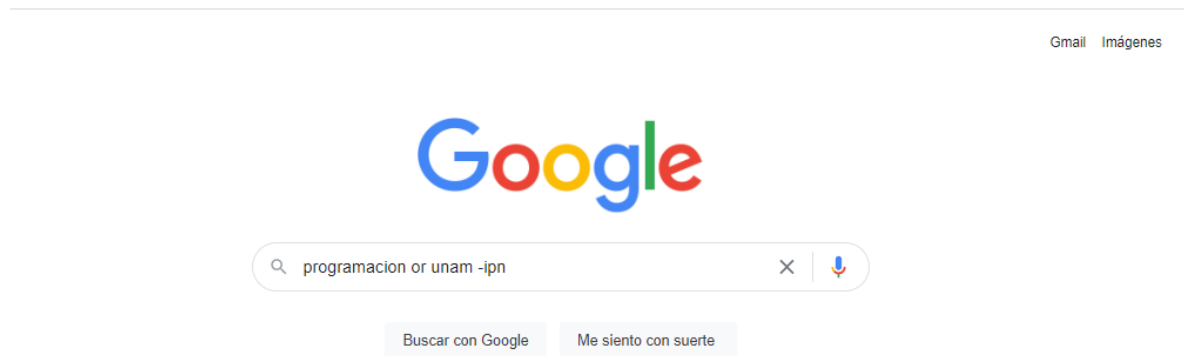 Gmail Imágenes
Google
programacion or unam -ipn
Buscar con Google Me siento con suerte